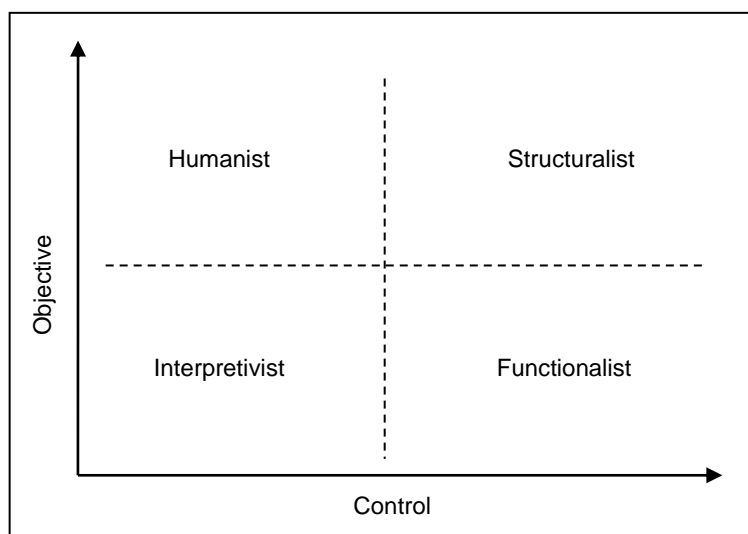 Humanist
Structuralist
Objective
Interpretivist
Functionalist
Control